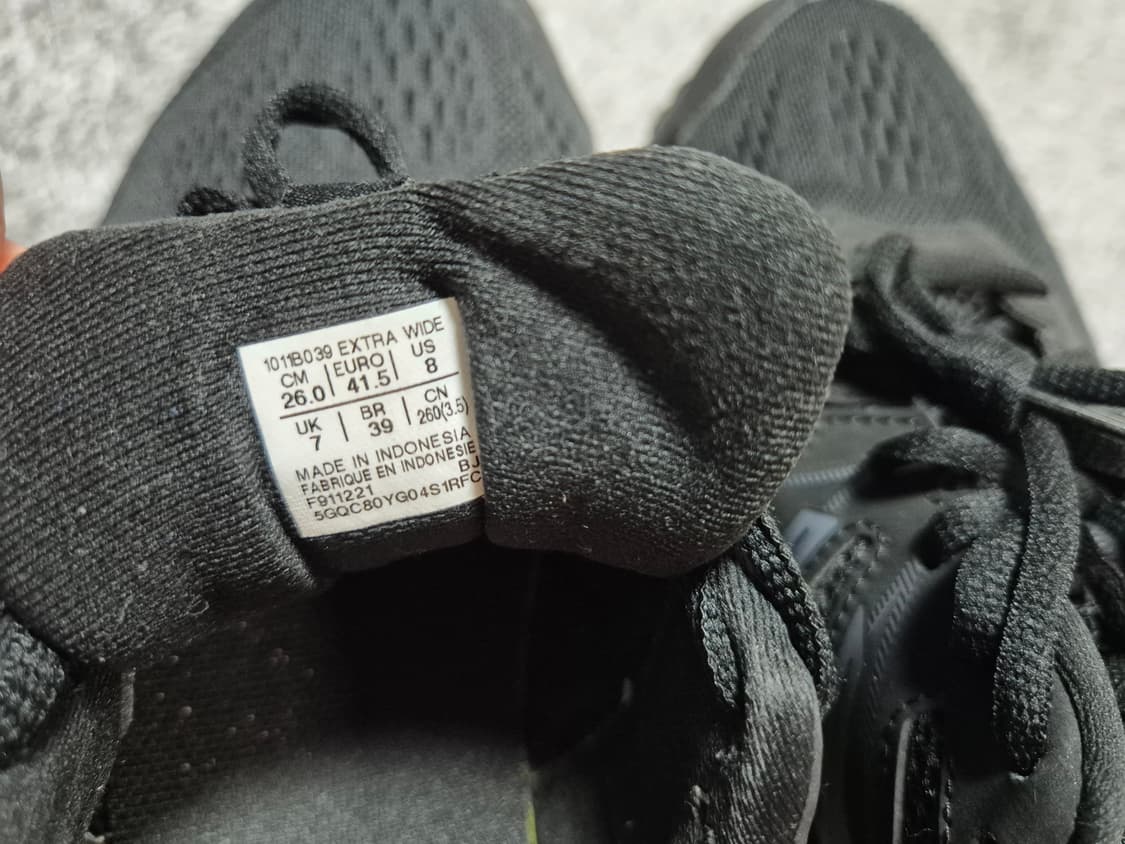 1011B039 EXTRA WIDE
CM | EURO | US
26.0 | 41.5 | 8
UK | BR | CN
7 | 39 | 260(3.5)
MADE IN INDONESIA
FABRIQUE EN INDONESIE
F911221 BJ
5GQC80YG04S1RFC